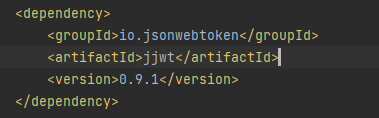 <dependency>
    <groupId>io.jsonwebtoken</groupId>
    <artifactId>jjwt</artifactId>
    <version>0.9.1</version>
</dependency>